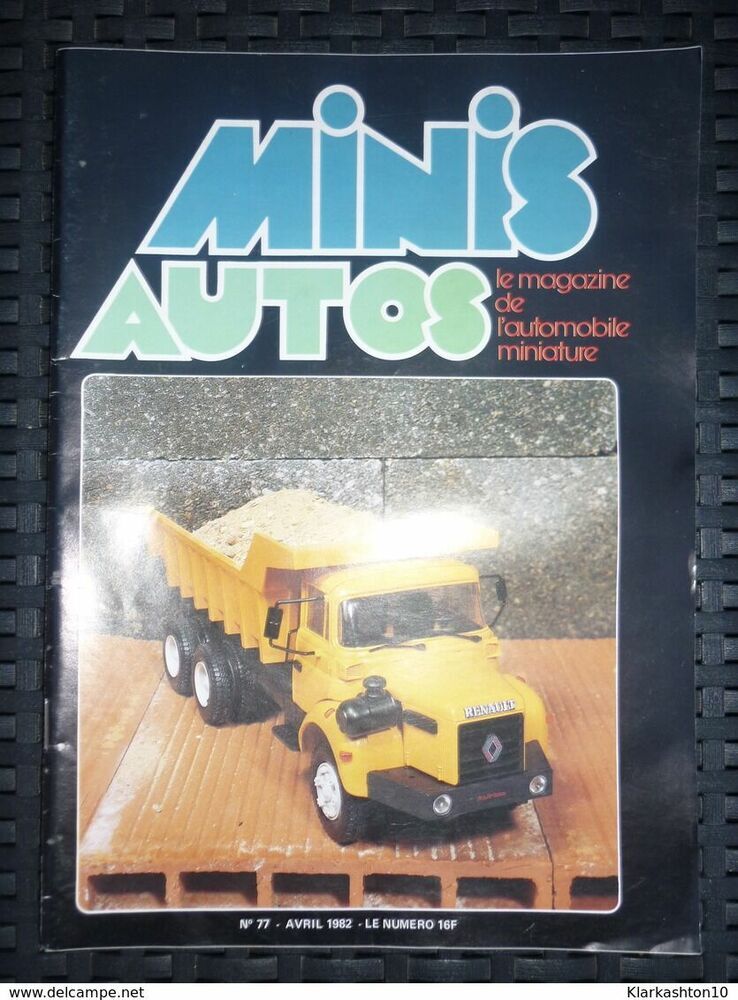 MiNiS
AUTOS
le magazine
de
l'automobile
miniature
RENAULT
N° 77 - AVRIL 1982 - LE NUMERO 16F
www.delcampe.net
Klarkashton10